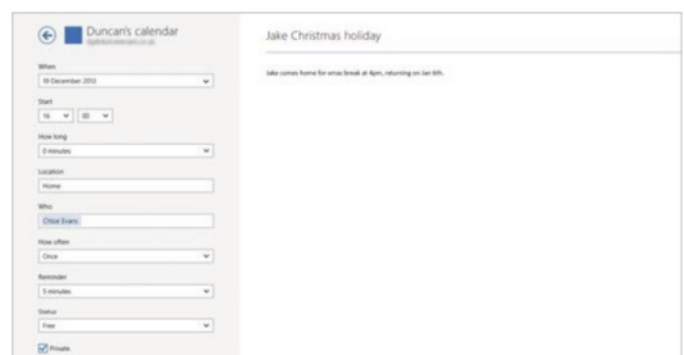 Duncan's calendar
When
19 December 2012
Start
16 00
How long
0 minutes
Location
Home
Who
Chloe Evans
How often
Once
Reminder
5 minutes
Status
Free
Private
Jake Christmas holiday
Jake comes home for xmas break at 4pm, returning on Jan 6th.